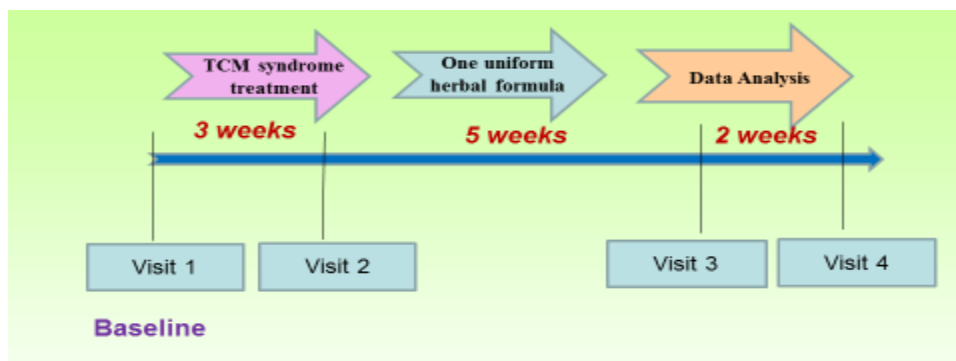 TCM syndrome
treatment
One uniform
herbal formula
Data Analysis
3 weeks
5 weeks
2 weeks
Visit 1
Visit 2
Visit 3
Visit 4
Baseline